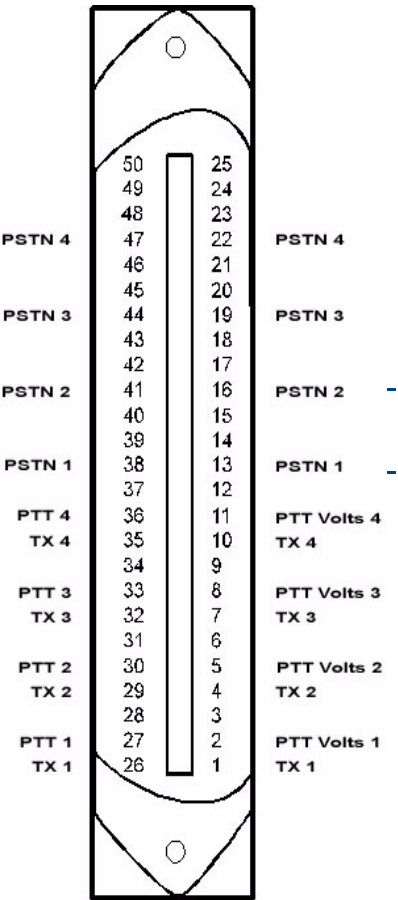 50 25
49 24
48 23
PSTN 4 47 22 PSTN 4
46 21
45 20
PSTN 3 44 19 PSTN 3
43 18
42 17
PSTN 2 41 16 PSTN 2
40 15
39 14
PSTN 1 38 13 PSTN 1
37 12
PTT 4 36 11 PTT Volts 4
TX 4 35 10 TX 4
34 9
PTT 3 33 8 PTT Volts 3
TX 3 32 7 TX 3
31 6
PTT 2 30 5 PTT Volts 2
TX 2 29 4 TX 2
28 3
PTT 1 27 2 PTT Volts 1
TX 1 26 1 TX 1